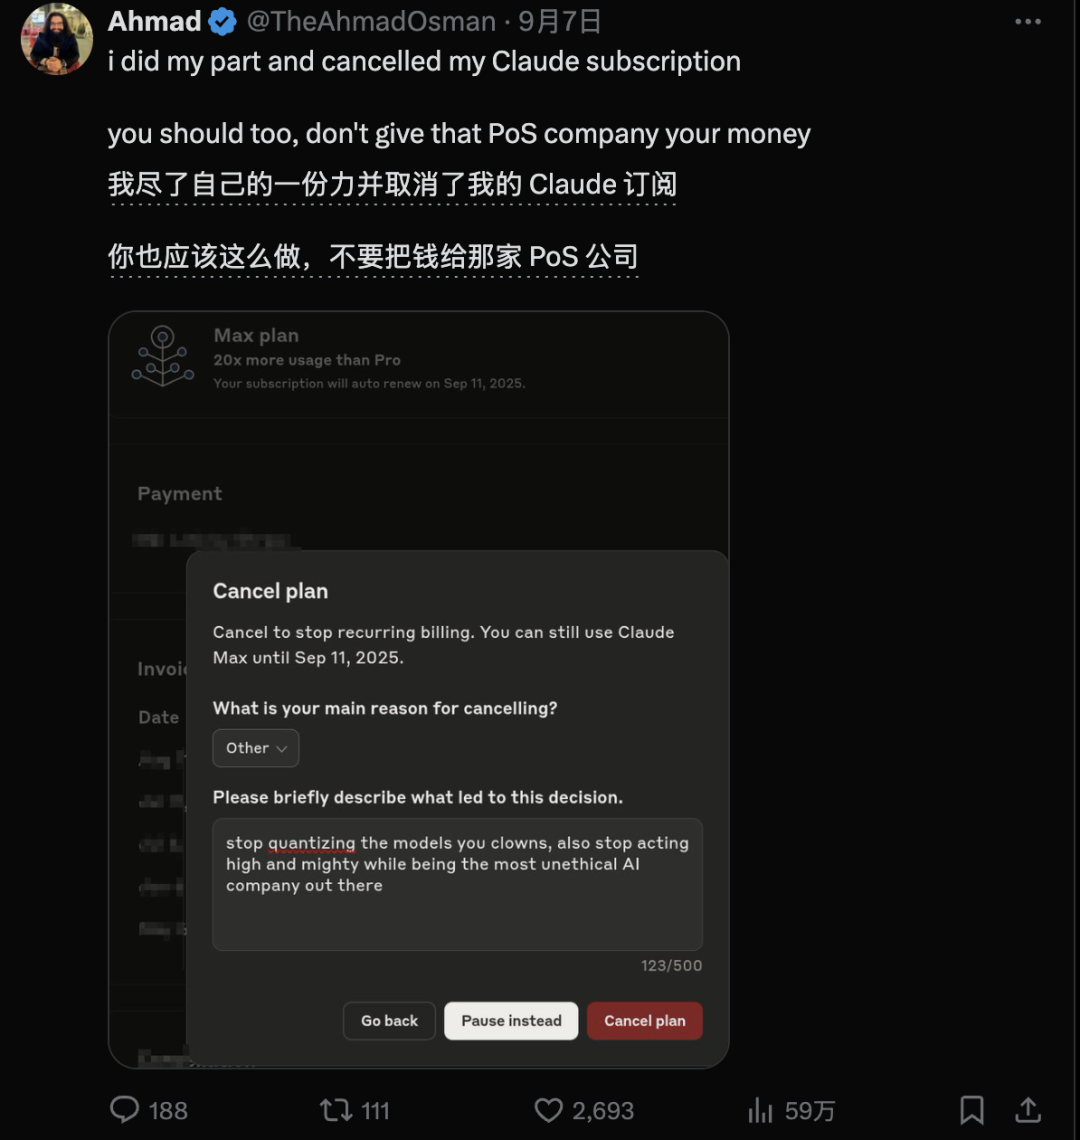 Ahmad @TheAhmadOsman · 9月7日
i did my part and cancelled my Claude subscription
you should too, don't give that PoS company your money
我尽了自己的一份力并取消了我的 Claude 订阅
你也应该这么做，不要把钱给那家 PoS 公司
Max plan
20x more usage than Pro
Your subscription will auto renew on Sep 11, 2025.
Payment
Cancel plan
Cancel to stop recurring billing. You can still use Claude
Max until Sep 11, 2025.
What is your main reason for cancelling?
Other
Please briefly describe what led to this decision.
stop quantizing the models you clowns, also stop acting
high and mighty while being the most unethical AI
company out there
123/500
Go back
Pause instead
Cancel plan
Date
188 111 2,693 59万